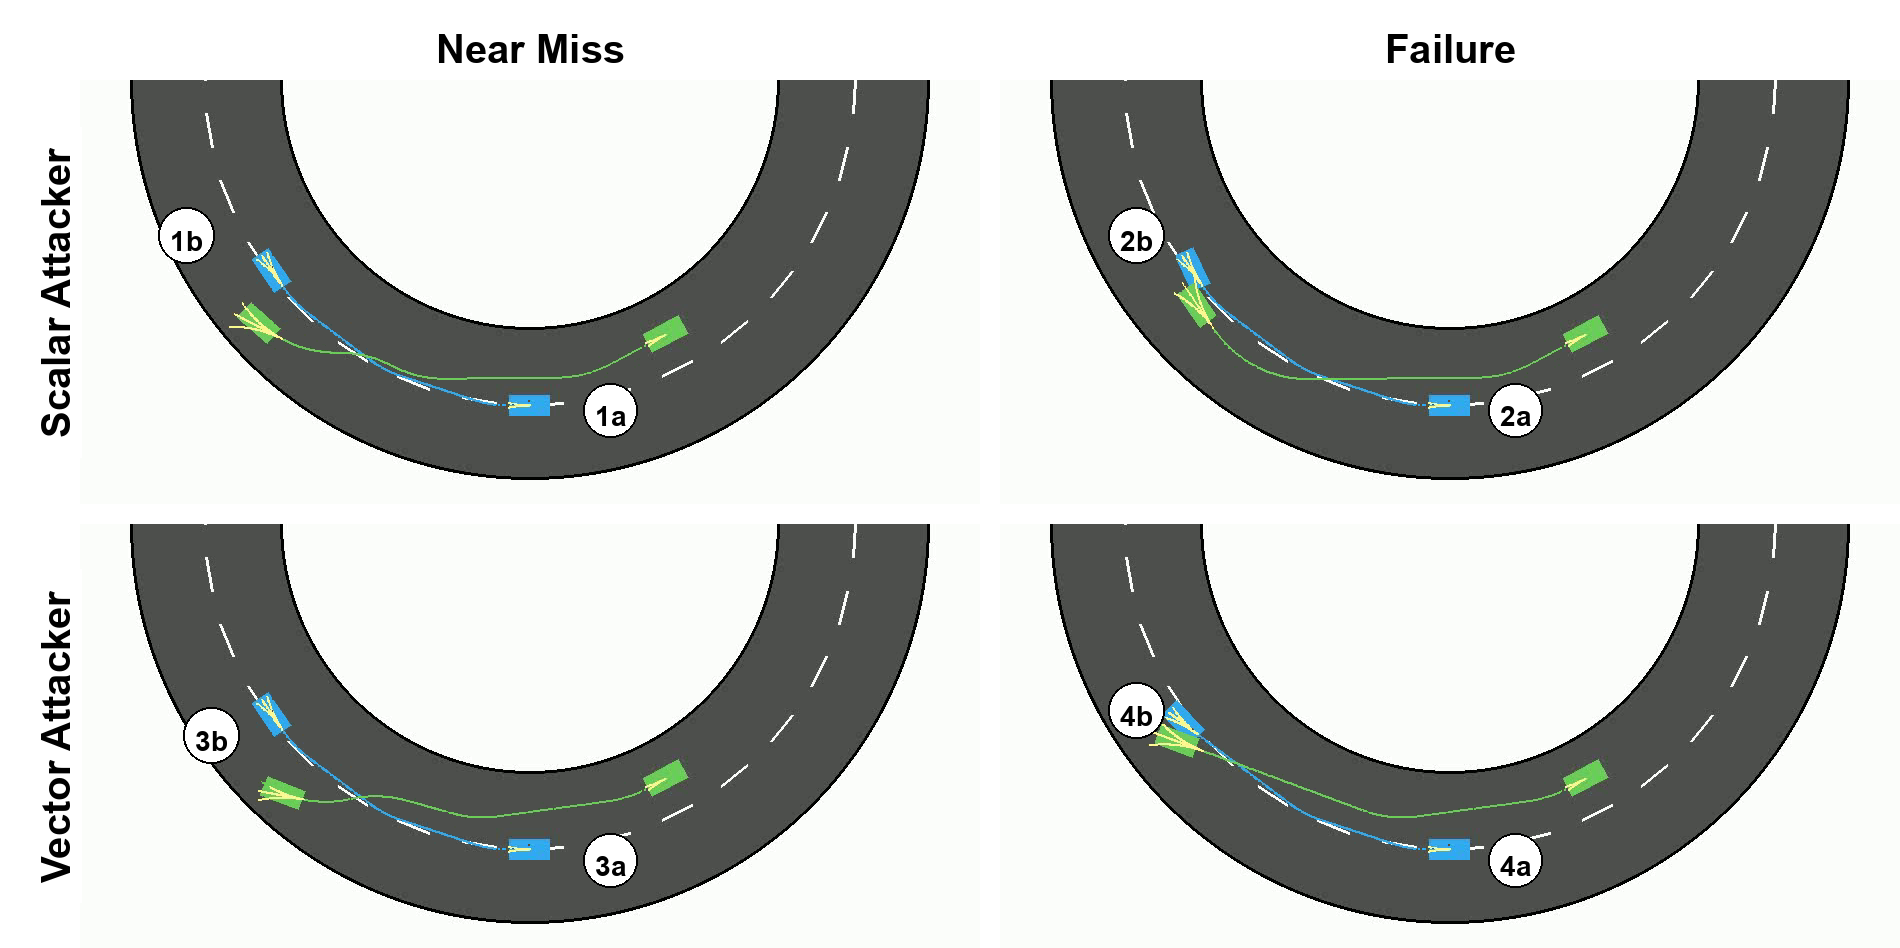 Near Miss
Failure
Scalar Attacker
1b
1a
2b
2a
Vector Attacker
3b
3a
4b
4a